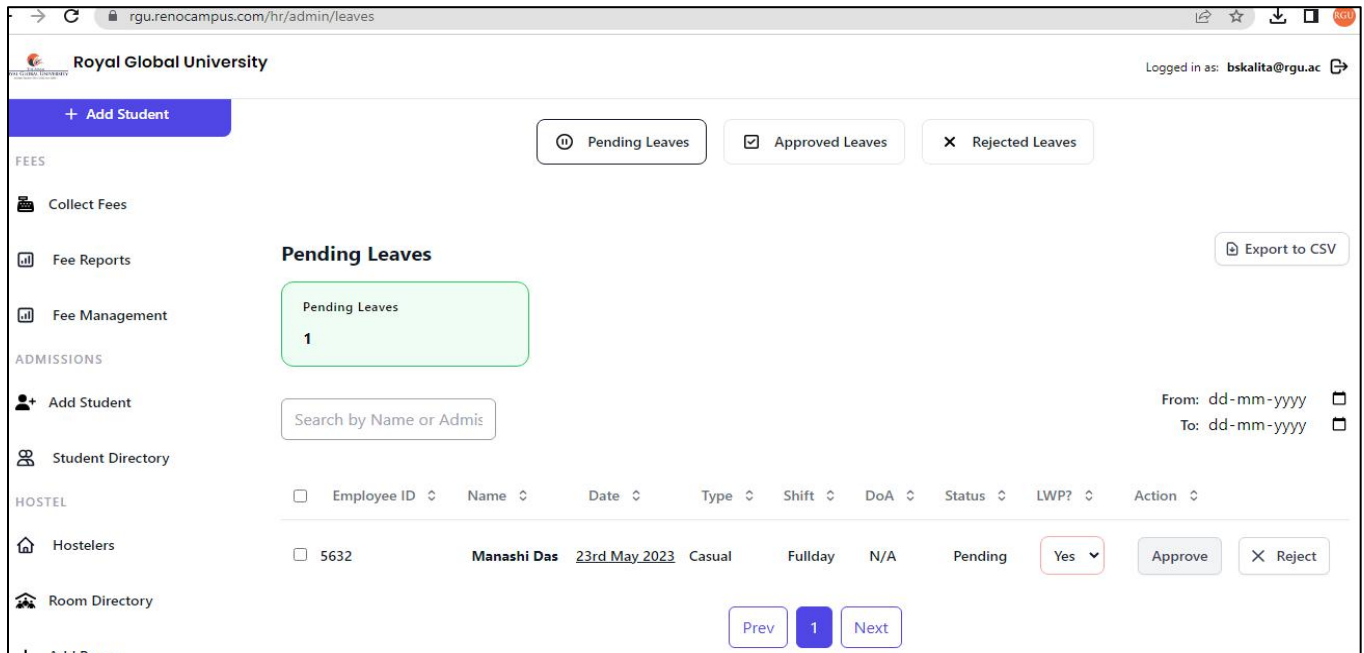 rgu.renocampus.com/hr/admin/leaves
RGU
Royal Global University
Logged in as: bskalita@rgu.ac
+ Add Student
FEES
Collect Fees
Fee Reports
Fee Management
ADMISSIONS
Add Student
Student Directory
HOSTEL
Hostelers
Room Directory
Pending Leaves
Approved Leaves
Rejected Leaves
Pending Leaves
Export to CSV
Pending Leaves
1
Search by Name or Admis
From: dd-mm-yyyy
To: dd-mm-yyyy
Employee ID Name Date Type Shift DoA Status LWP? Action
5632 Manashi Das 23rd May 2023 Casual Fullday N/A Pending Yes Approve Reject
Prev 1 Next